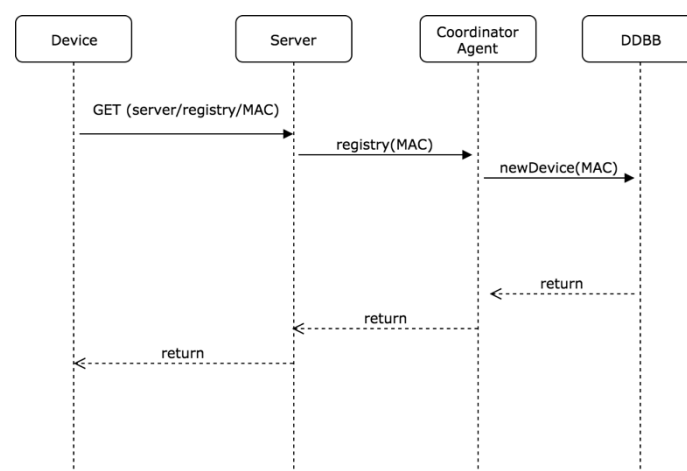 Device
Server
Coordinator
Agent
DDBB
GET (server/registry/MAC)
registry(MAC)
newDevice(MAC)
return
return
return